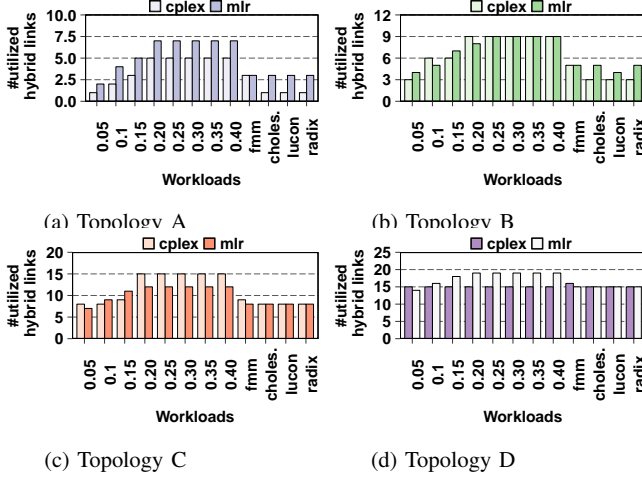 cplex mlr
#utilized
hybrid links
10.0
7.5
5.0
2.5
0.0
0.05
0.1
0.15
0.20
0.25
0.30
0.35
0.40
fmm
choles.
lucon
radix
Workloads
(a) Topology A
cplex mlr
#utilized
hybrid links
12
9
6
3
0
0.05
0.1
0.15
0.20
0.25
0.30
0.35
0.40
fmm
choles.
lucon
radix
Workloads
(b) Topology B
cplex mlr
#utilized
hybrid links
20
15
10
5
0
0.05
0.1
0.15
0.20
0.25
0.30
0.35
0.40
fmm
choles.
lucon
radix
Workloads
(c) Topology C
cplex mlr
#utilized
hybrid links
25
20
15
10
5
0
0.05
0.1
0.15
0.20
0.25
0.30
0.35
0.40
fmm
choles.
lucon
radix
Workloads
(d) Topology D